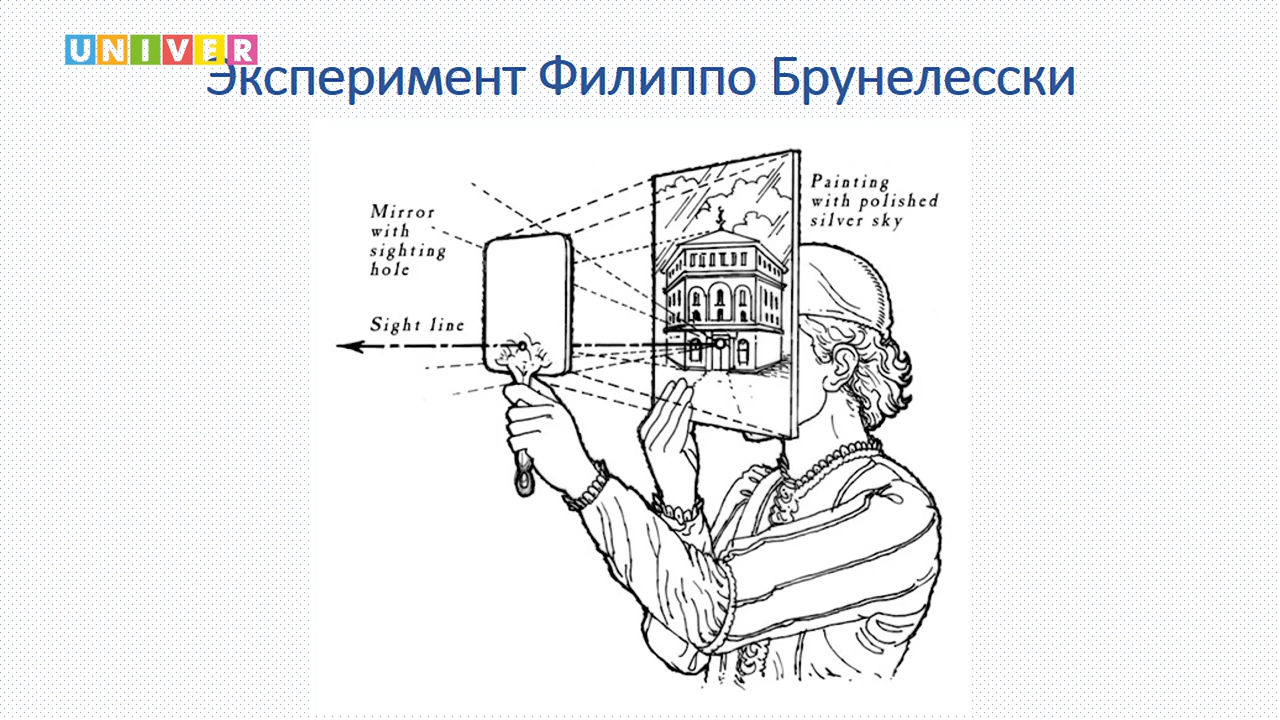 UNIVER
Эксперимент Филиппо Брунелесски
Mirror
with
sighting
hole
Sight line
Painting
with polished
silver sky